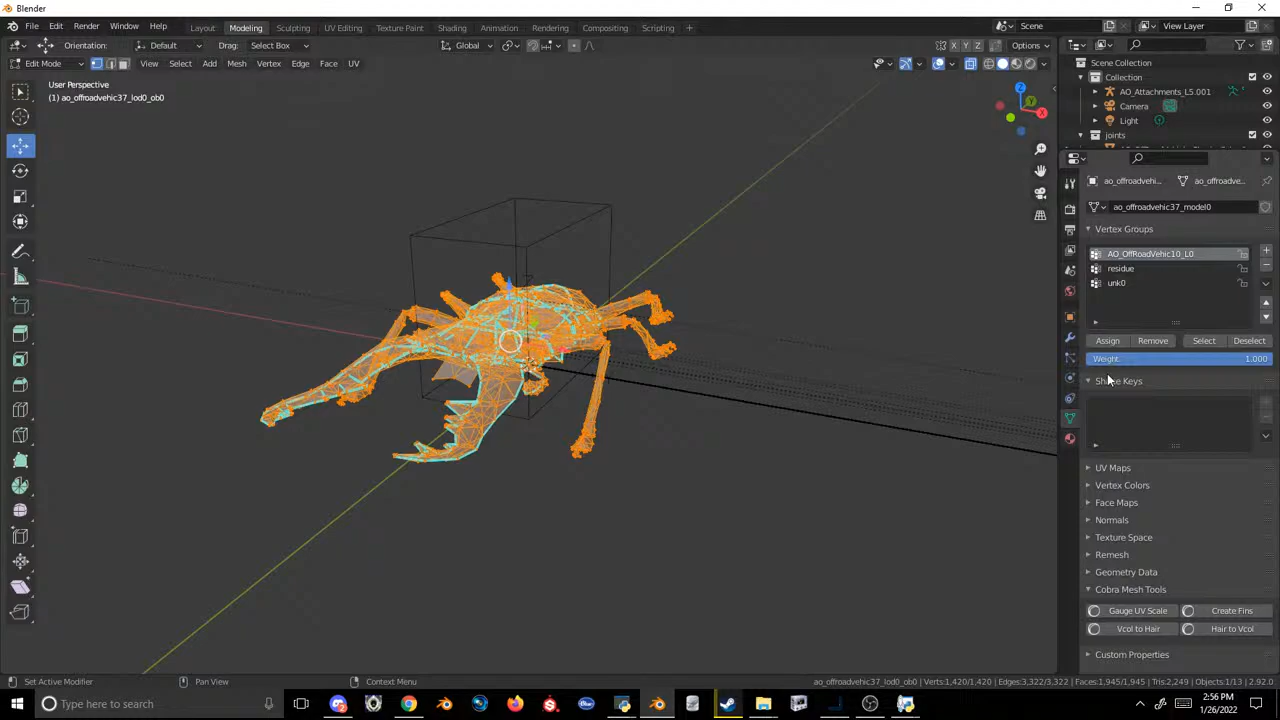 Blender
File Edit Render Window Help
Layout Modeling Sculpting UV Editing Texture Paint Shading Animation Rendering Compositing Scripting +
Scene
View Layer
Orientation: Default Drag: Select Box
Global
X Y Z Options
Edit Mode View Select Add Mesh Vertex Edge Face UV
User Perspective
(1) ao_offroadvehic37_lod0_ob0
Z
Y
X
Scene Collection
Collection
AO_Attachments_L5.001
Camera
Light
joints
ao_offroadvehi... ao_offroadve...
ao_offroadvehic37_model0
Vertex Groups
AO_OffRoadVehic10_L0
residue
unk0
Assign Remove Select Deselect
Weight 1.000
Shape Keys
UV Maps
Vertex Colors
Face Maps
Normals
Texture Space
Remesh
Geometry Data
Cobra Mesh Tools
Gauge UV Scale Create Fins
Vcol to Hair Hair to Vcol
Custom Properties
Set Active Modifier Pan View Context Menu
ao_offroadvehic37_lod0_ob0 | Verts:1,420/1,420 | Edges:3,322/3,322 | Faces:1,945/1,945 | Tris:2,249 | Objects:1/13 | 2.92.0
Type here to search
2:56 PM
1/26/2022